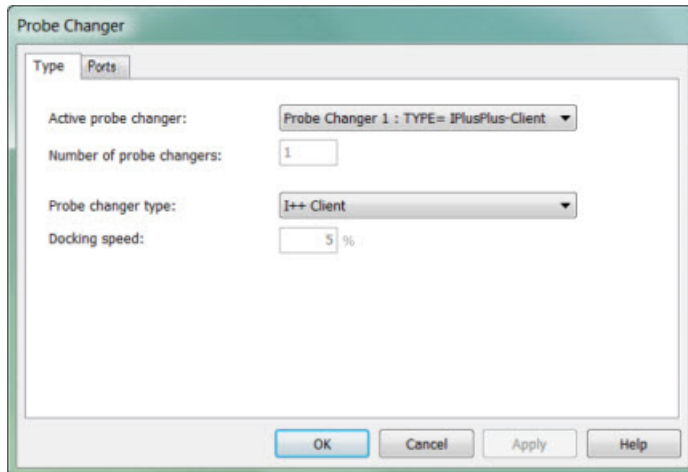 Probe Changer
Type Ports
Active probe changer: Probe Changer 1 : TYPE= IPlusPlus-Client
Number of probe changers: 1
Probe changer type: I++ Client
Docking speed: 5 %
OK Cancel Apply Help